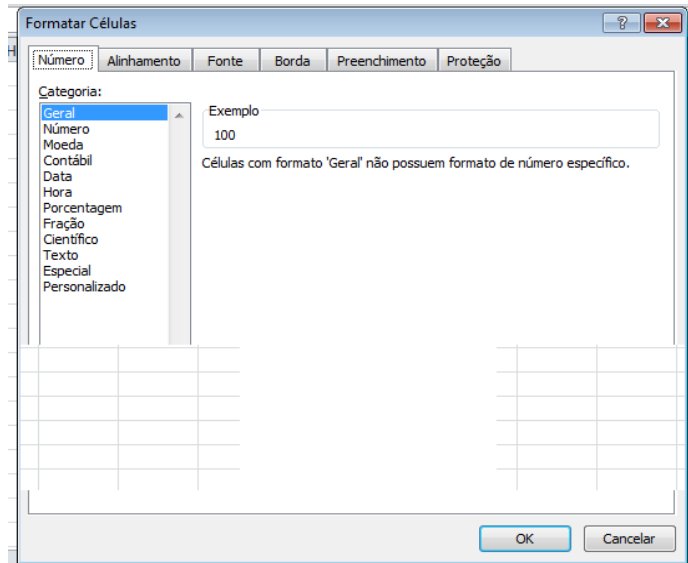 Formatar Células
H
Número Alinhamento Fonte Borda Preenchimento Proteção
Categoria:
Geral
Número
Moeda
Contábil
Data
Hora
Porcentagem
Fração
Científico
Texto
Especial
Personalizado
Exemplo
100
Células com formato 'Geral' não possuem formato de número específico.
OK Cancelar